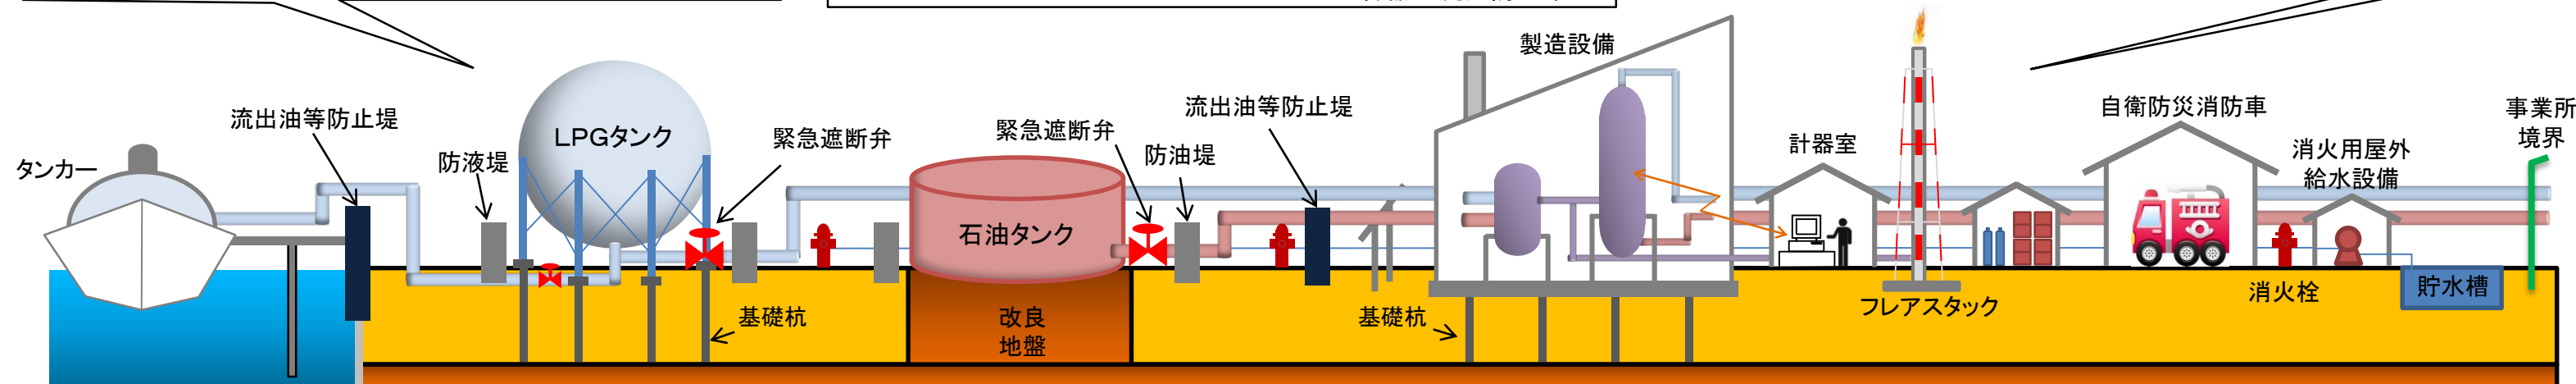 製造設備
流出油等防止堤
自衛防災消防車
事業所
境界
流出油等防止堤
LPGタンク
緊急遮断弁
緊急遮断弁
計器室
消火用屋外
給水設備
タンカー
防液堤
防油堤
石油タンク
基礎杭
改良
地盤
基礎杭
フレアスタック
消火栓
貯水槽